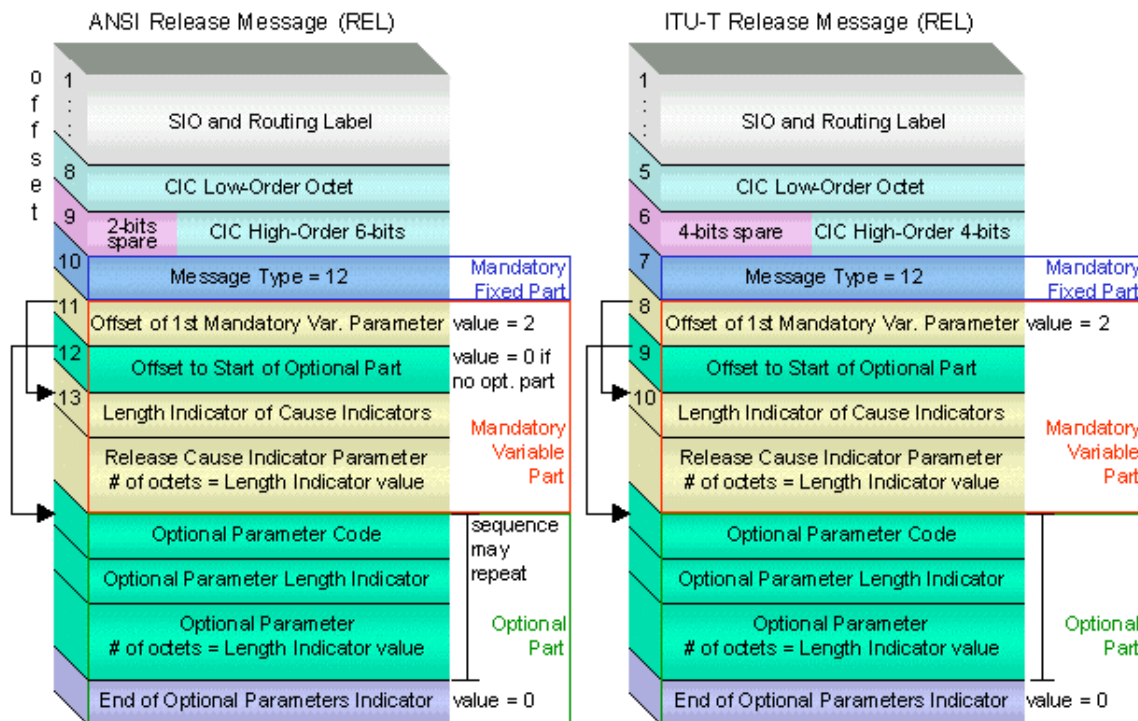 ANSI Release Message (REL)
o
f
f
s
e
t
1
:
:
SIO and Routing Label
8
CIC Low-Order Octet
9
2-bits
spare
CIC High-Order 6-bits
10
Message Type = 12
Mandatory
Fixed Part
11
Offset of 1st Mandatory Var. Parameter
value = 2
12
Offset to Start of Optional Part
value = 0 if
no opt. part
13
Length Indicator of Cause Indicators
Release Cause Indicator Parameter
# of octets = Length Indicator value
Mandatory
Variable
Part
Optional Parameter Code
sequence
may
repeat
Optional Parameter Length Indicator
Optional Parameter
# of octets = Length Indicator value
Optional
Part
End of Optional Parameters Indicator
value = 0
ITU-T Release Message (REL)
1
:
:
SIO and Routing Label
5
CIC Low-Order Octet
6
4-bits spare
CIC High-Order 4-bits
7
Message Type = 12
Mandatory
Fixed Part
8
Offset of 1st Mandatory Var. Parameter
value = 2
9
Offset to Start of Optional Part
10
Length Indicator of Cause Indicators
Release Cause Indicator Parameter
# of octets = Length Indicator value
Mandatory
Variable
Part
Optional Parameter Code
Optional Parameter Length Indicator
Optional Parameter
# of octets = Length Indicator value
Optional
Part
End of Optional Parameters Indicator
value = 0